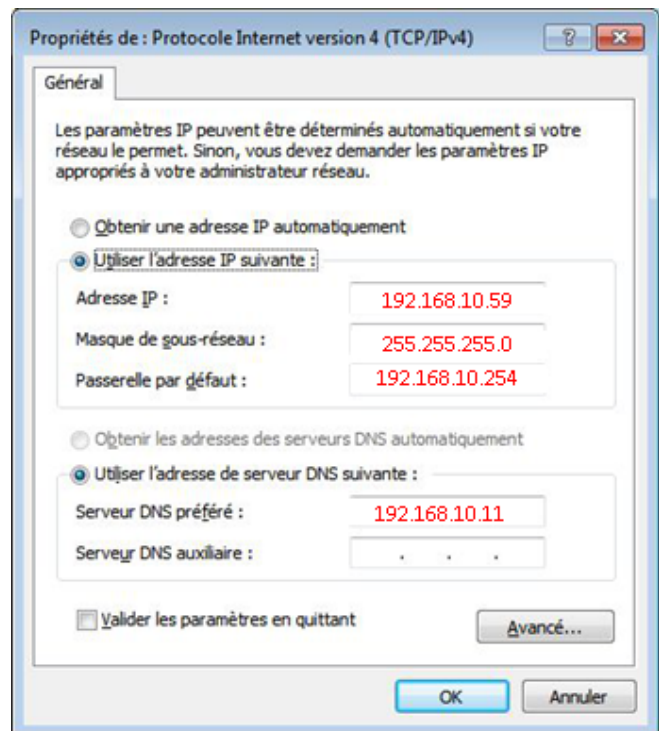 Propriétés de : Protocole Internet version 4 (TCP/IPv4)
Général
Les paramètres IP peuvent être déterminés automatiquement si votre
réseau le permet. Sinon, vous devez demander les paramètres IP
appropriés à votre administrateur réseau.
Obtenir une adresse IP automatiquement
Utiliser l'adresse IP suivante :
Adresse IP : 192.168.10.59
Masque de sous-réseau : 255.255.255.0
Passerelle par défaut : 192.168.10.254
Obtenir les adresses des serveurs DNS automatiquement
Utiliser l'adresse de serveur DNS suivante :
Serveur DNS préféré : 192.168.10.11
Serveur DNS auxiliaire : . . .
Valider les paramètres en quittant
Avancé...
OK Annuler